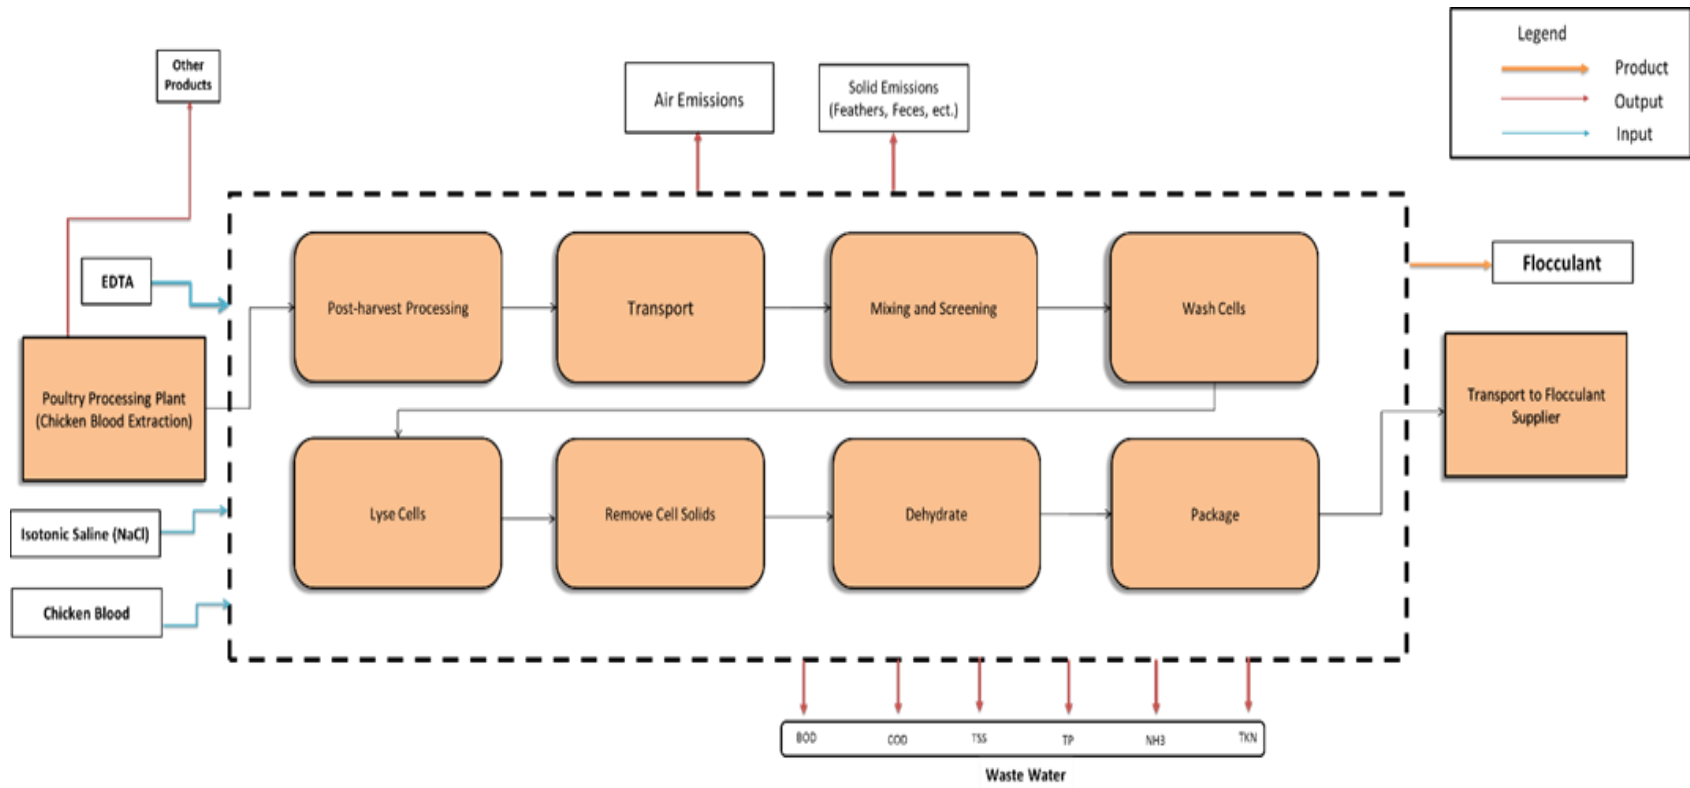 Legend
Product
Output
Input
Other
Products
Air Emissions
Solid Emissions
(Feathers, Feces, ect.)
EDTA
Flocculant
Post-harvest Processing
Transport
Mixing and Screening
Wash Cells
Poultry Processing Plant
(Chicken Blood Extraction)
Transport to Flocculant
Supplier
Lyse Cells
Remove Cell Solids
Dehydrate
Package
Isotonic Saline (NaCl)
Chicken Blood
BOD
COD
TSS
TP
NH3
TKN
Waste Water